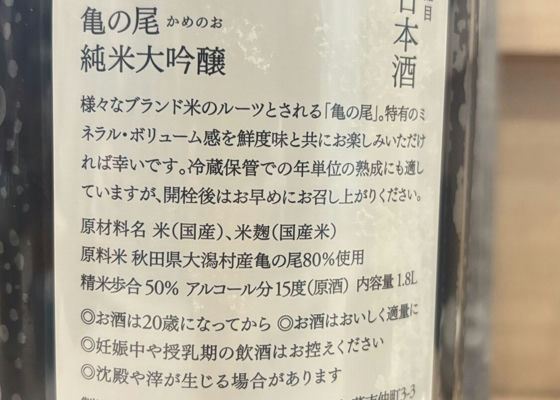 品目
日本酒
亀の尾 かめのお
純米大吟醸
様々なブランド米のルーツとされる「亀の尾」。特有のミ
ネラル・ボリューム感を鮮度味と共にお楽しみいただけ
れば幸いです。冷蔵保管での年単位の熟成にも適し
ていますが、開栓後はお早めにお召し上がりください。
原材料名 米(国産)、米麹(国産米)
原料米 秋田県大潟村産亀の尾80%使用
精米歩合50% アルコール分15度(原酒) 内容量1.8L
◎お酒は20歳になってから ◎お酒はおいしく適量に
◎妊娠中や授乳期の飲酒はお控えください
◎沈殿や滓が生じる場合があります
仲町3-3